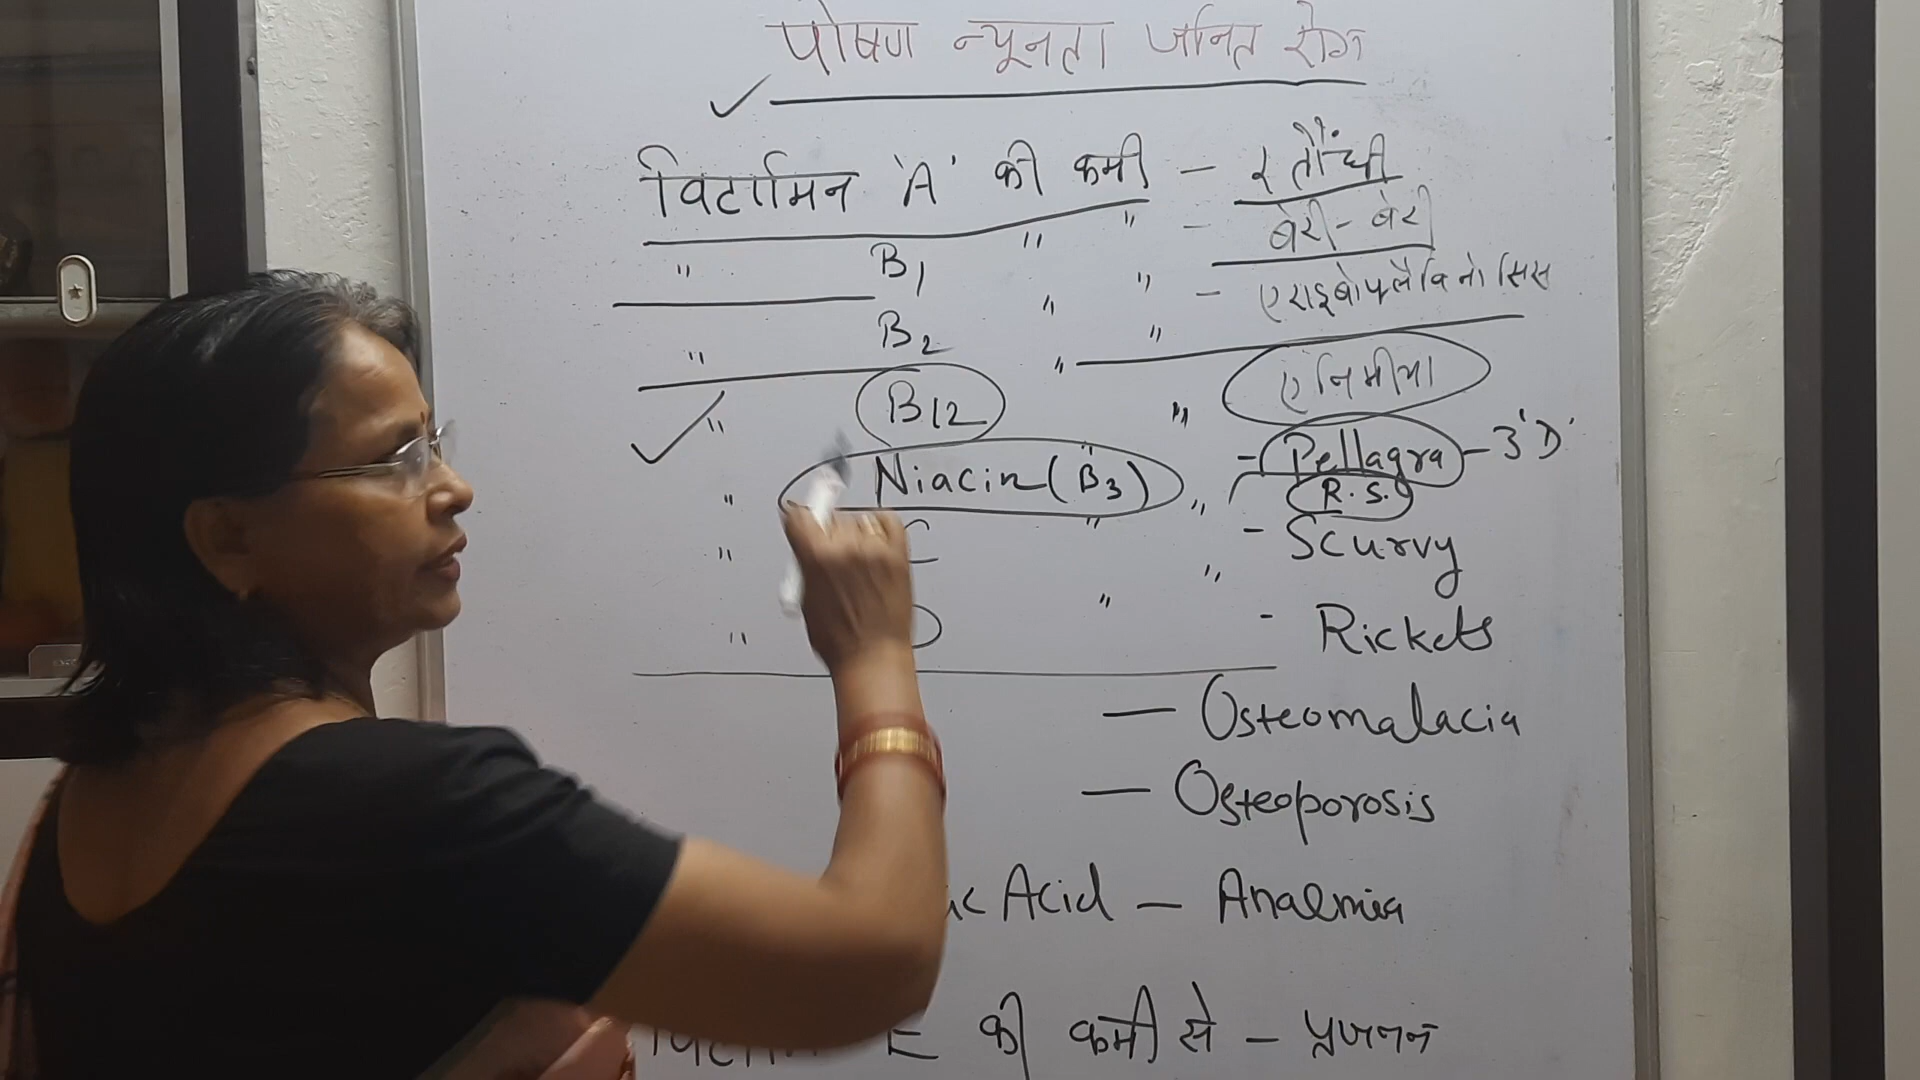 पोषण न्यूनता जनित रोग
विटामिन 'A' की कमी - रतौंधी
" B1 " " - बेरी-बेरी
" B2 " " - एराइबोफ्लैविनोसिस
" B12 " " एनिमीया
" Niacin (B3) " " - Pellagra - 3'D'
R.S.
" C " " - Scurvy
" D " " - Rickets
— Osteomalacia
— Osteoporosis
ic Acid — Anaemia
E की कमी से - प्रजनन